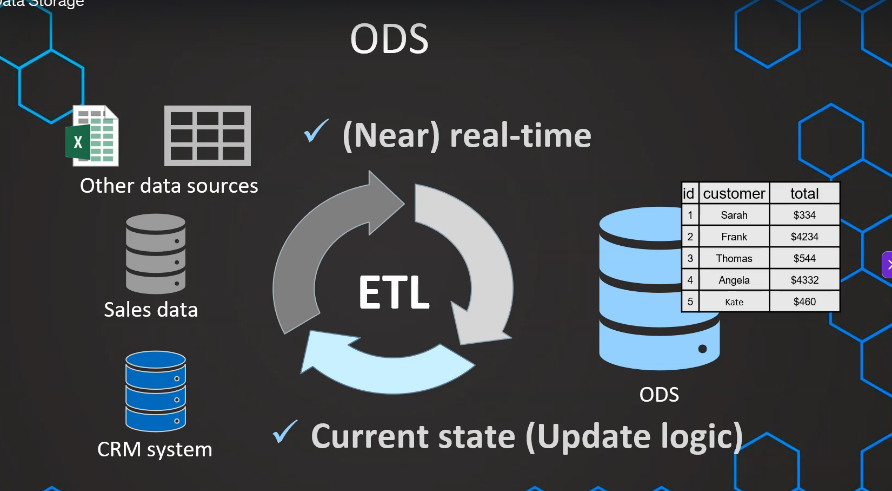 Data Storage
ODS
(Near) real-time
X
Other data sources
Sales data
CRM system
ETL
id customer total
1 Sarah $334
2 Frank $4234
3 Thomas $544
4 Angela $4332
5 Kate $460
ODS
Current state (Update logic)